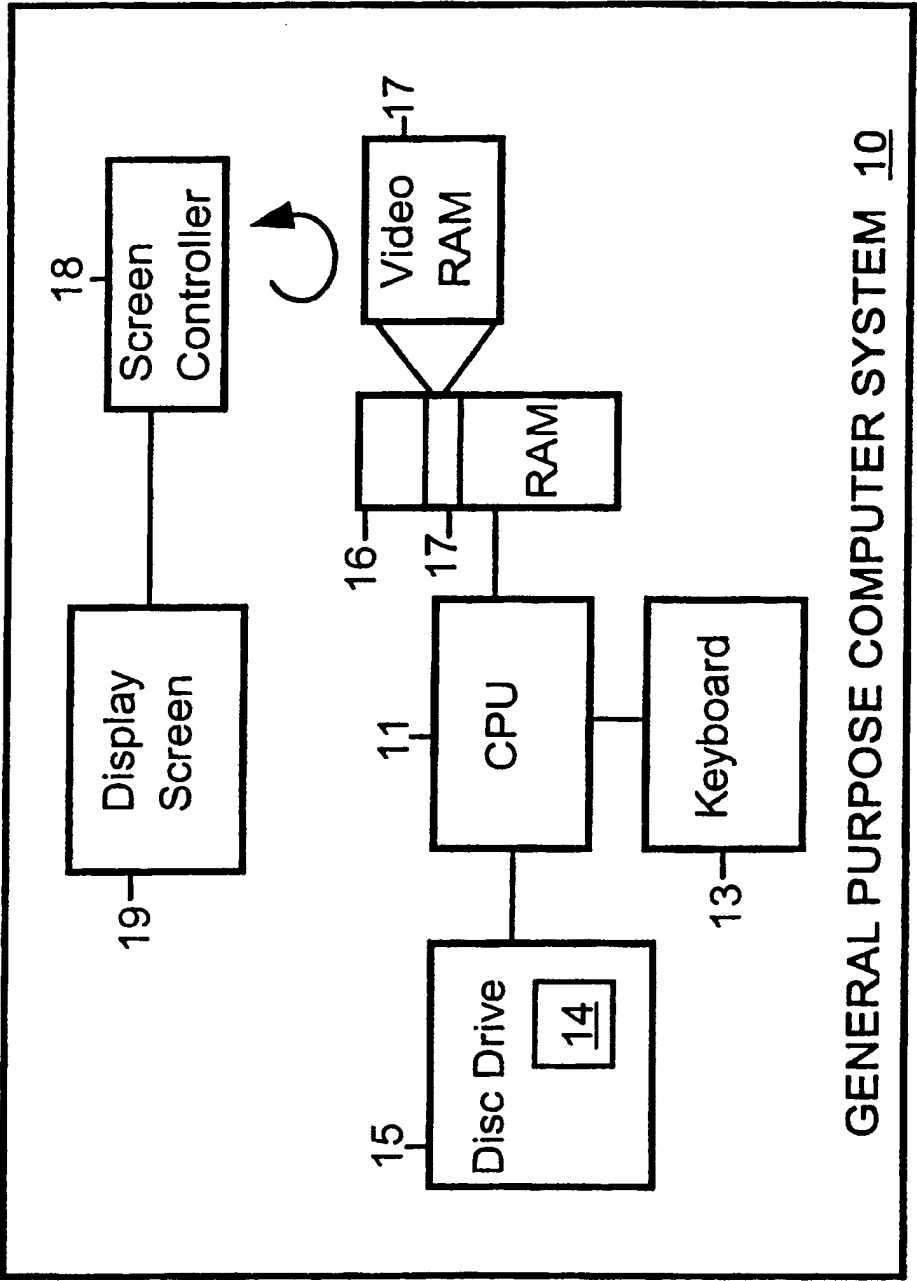 19
Display
Screen
18
Screen
Controller
15
Disc Drive
14
11
CPU
16
17
RAM
Video
RAM
17
13
Keyboard
GENERAL PURPOSE COMPUTER SYSTEM 10